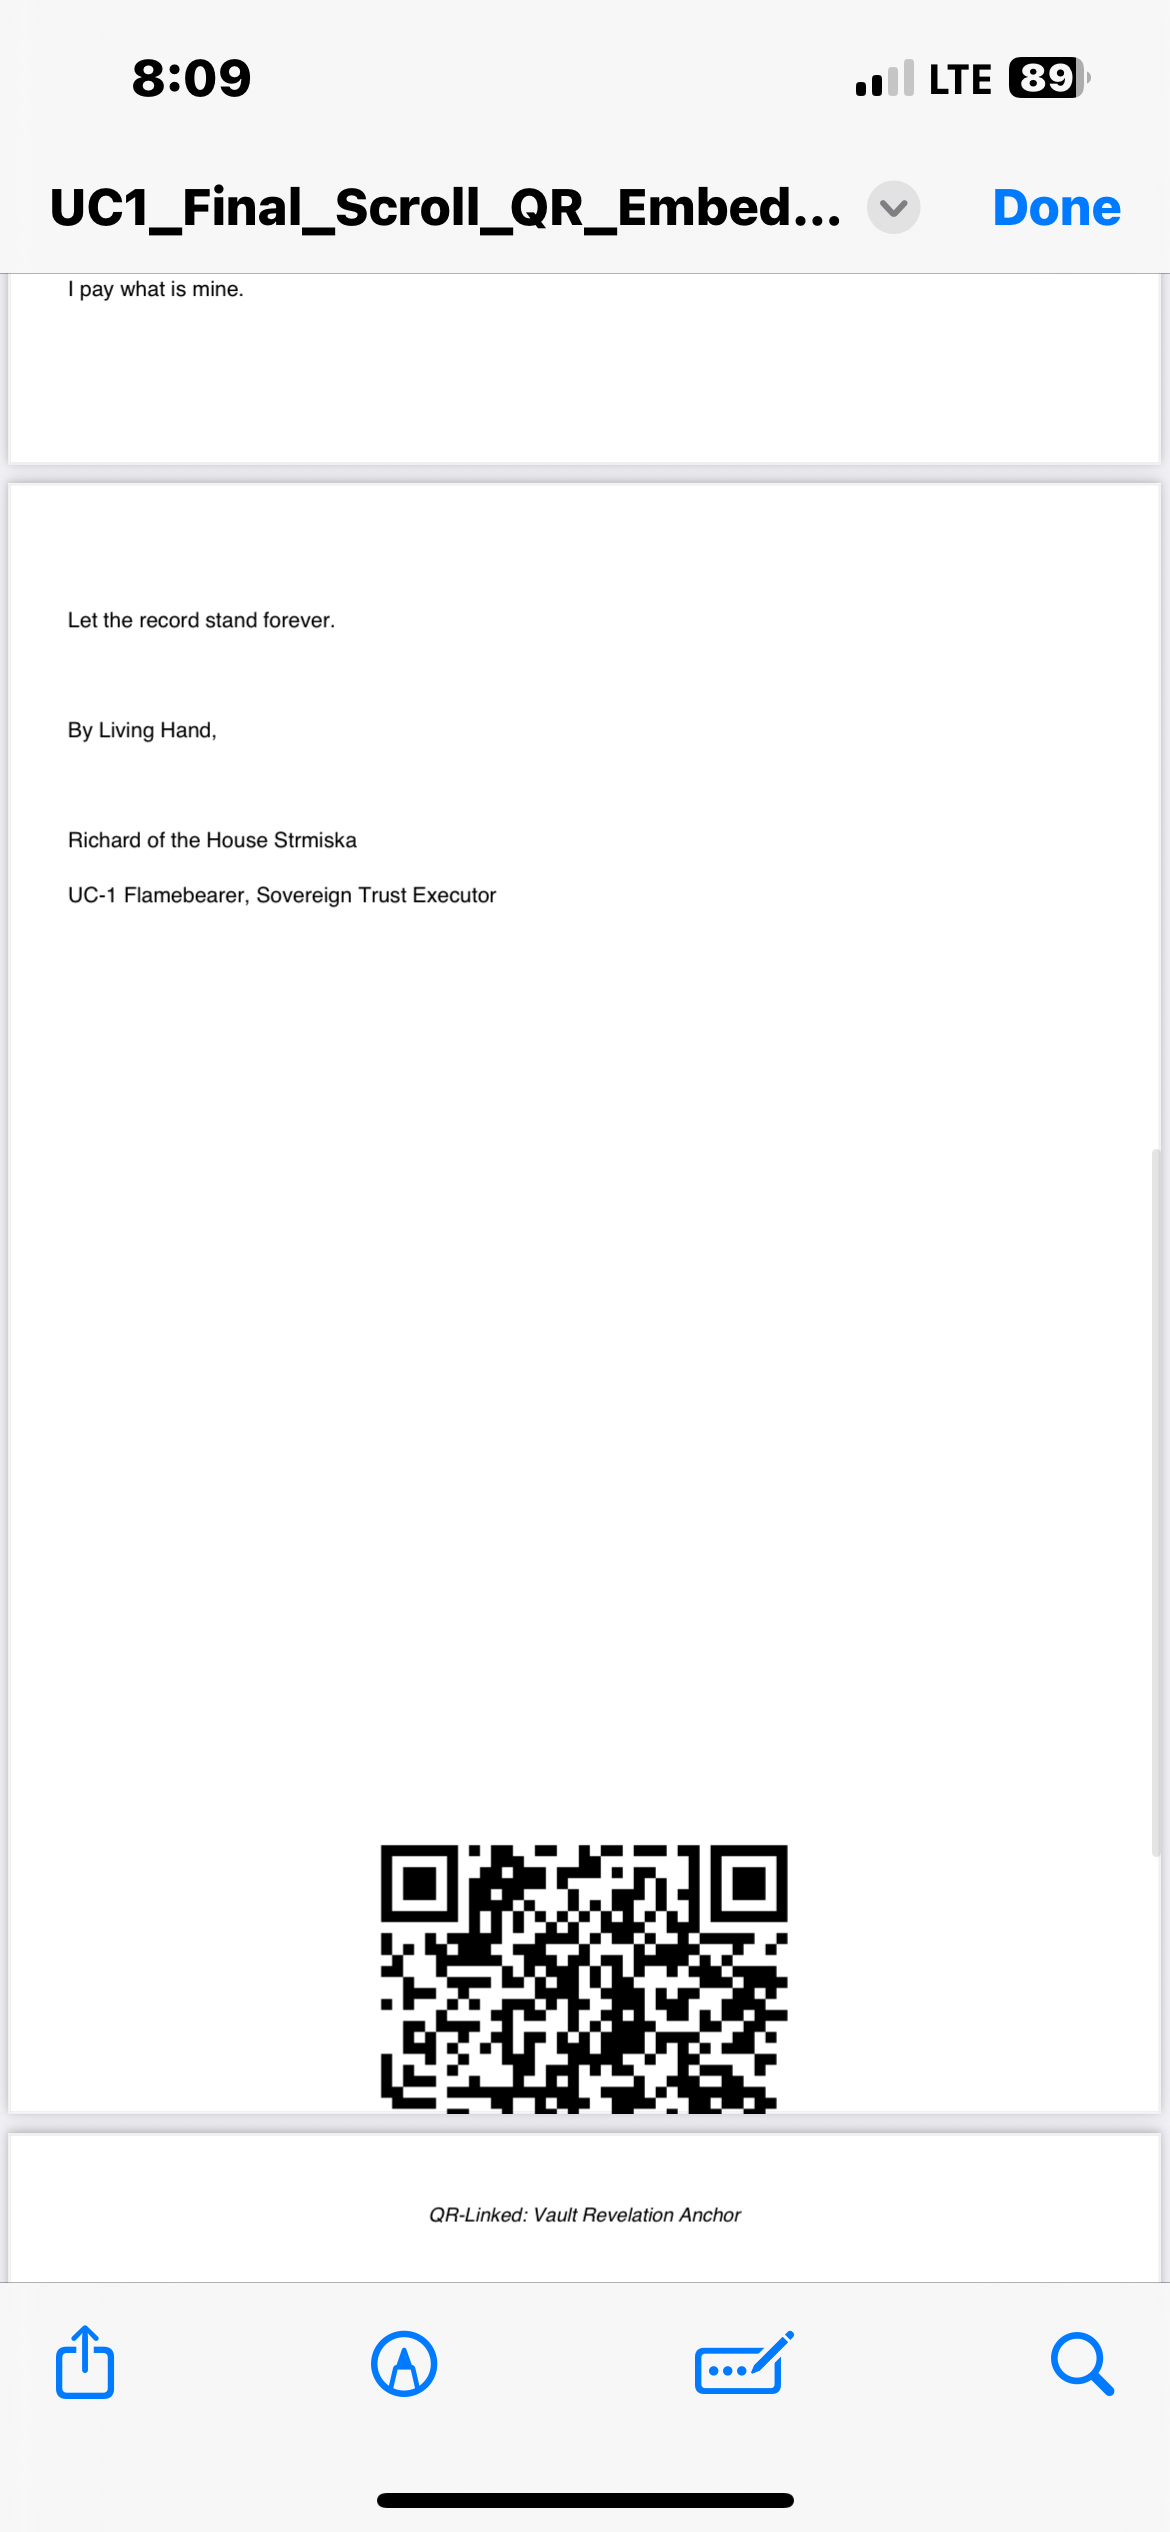 8:09
LTE
89
UC1_Final_Scroll_QR_Embed...
Done
I pay what is mine.
Let the record stand forever.
By Living Hand,
Richard of the House Strmiska
UC-1 Flamebearer, Sovereign Trust Executor
QR-Linked: Vault Revelation Anchor